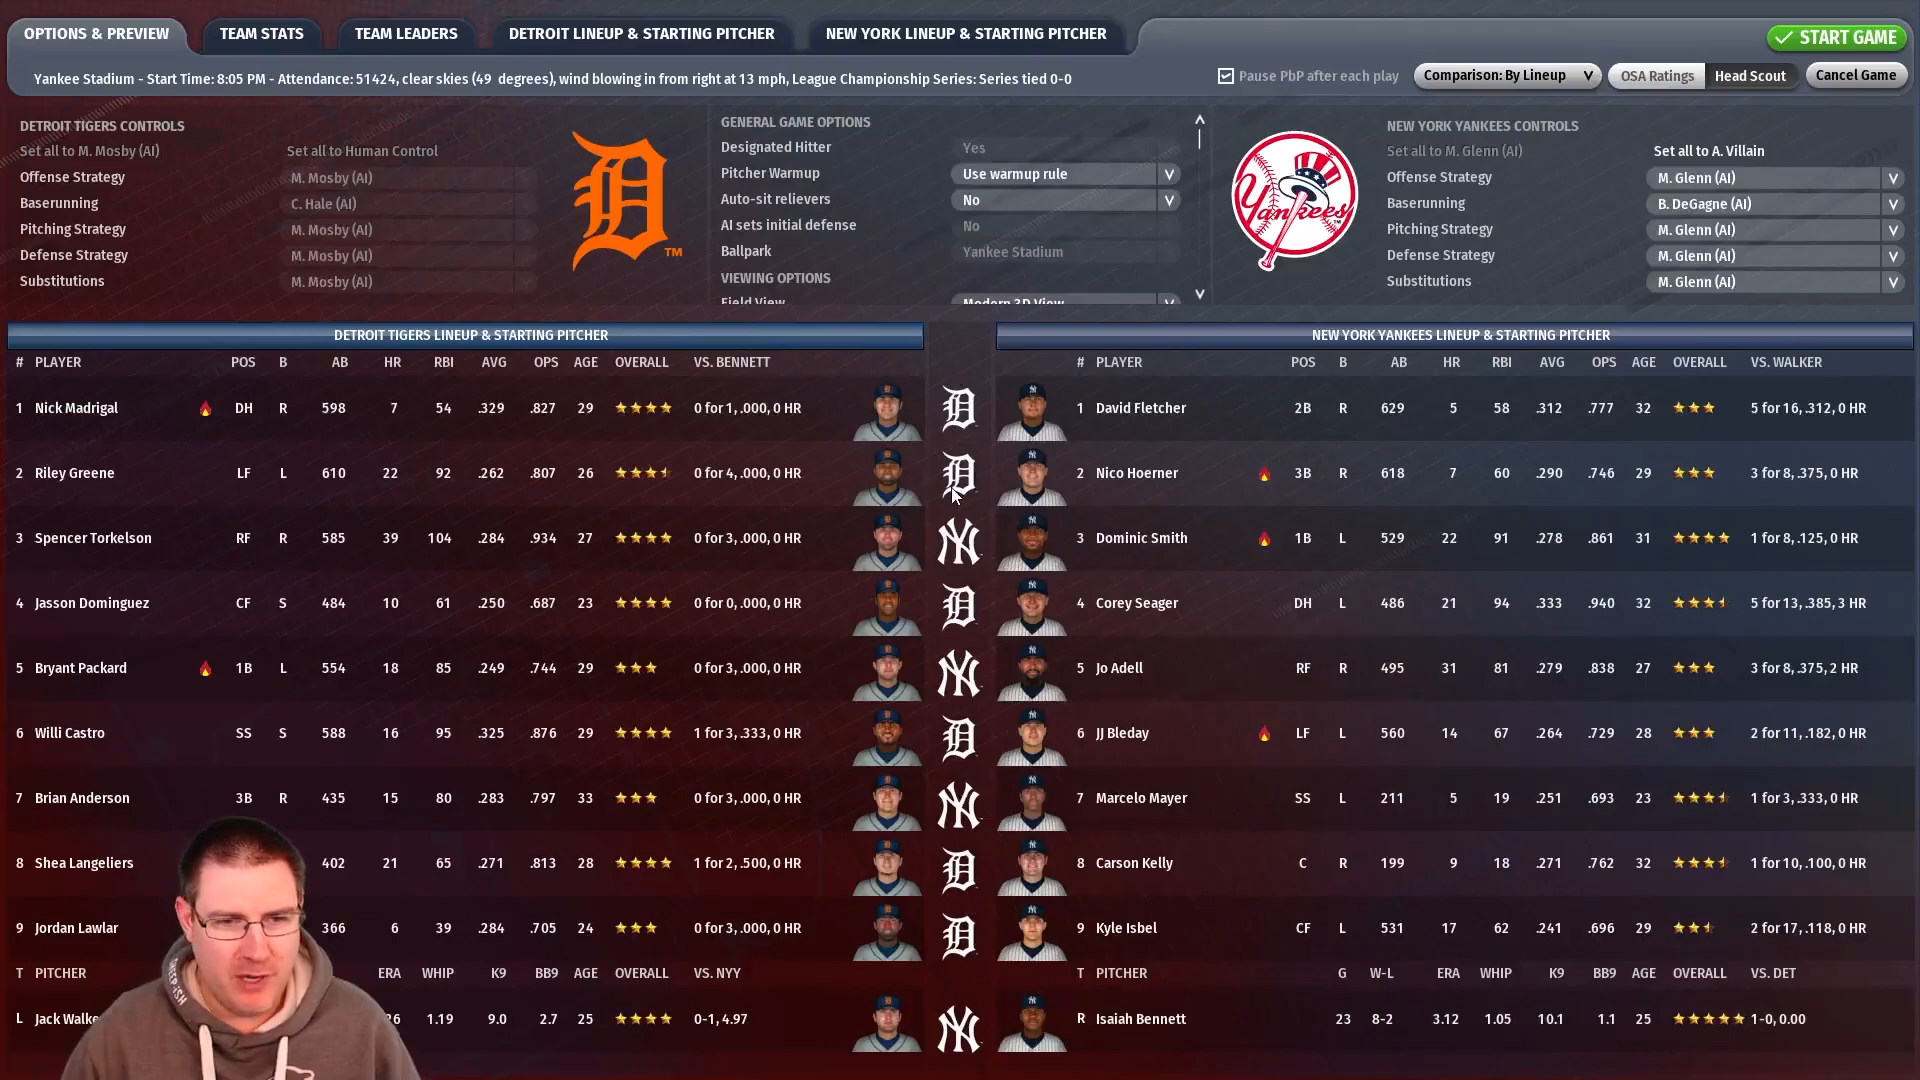 OPTIONS & PREVIEW TEAM STATS TEAM LEADERS DETROIT LINEUP & STARTING PITCHER NEW YORK LINEUP & STARTING PITCHER START GAME
Yankee Stadium - Start Time: 8:05 PM - Attendance: 51424, clear skies (49 degrees), wind blowing in from right at 13 mph, League Championship Series: Series tied 0-0 Pause PbP after each play Comparison: By Lineup OSA Ratings Head Scout Cancel Game
DETROIT TIGERS CONTROLS
Set all to M. Mosby (AI) Set all to Human Control
Offense Strategy M. Mosby (AI)
Baserunning C. Hale (AI)
Pitching Strategy M. Mosby (AI)
Defense Strategy M. Mosby (AI)
Substitutions M. Mosby (AI)
D TM
GENERAL GAME OPTIONS
Designated Hitter Yes
Pitcher Warmup Use warmup rule
Auto-sit relievers No
AI sets initial defense No
Ballpark Yankee Stadium
VIEWING OPTIONS
Field View Modern 3D View
Yankees
NEW YORK YANKEES CONTROLS
Set all to M. Glenn (AI) Set all to A. Villain
Offense Strategy M. Glenn (AI)
Baserunning B. DeGagne (AI)
Pitching Strategy M. Glenn (AI)
Defense Strategy M. Glenn (AI)
Substitutions M. Glenn (AI)
DETROIT TIGERS LINEUP & STARTING PITCHER
# PLAYER POS B AB HR RBI AVG OPS AGE OVERALL VS. BENNETT
1 Nick Madrigal DH R 598 7 54 .329 .827 29 0 for 1, .000, 0 HR
2 Riley Greene LF L 610 22 92 .262 .807 26 0 for 4, .000, 0 HR
3 Spencer Torkelson RF R 585 39 104 .284 .934 27 0 for 3, .000, 0 HR
4 Jasson Dominguez CF S 484 10 61 .250 .687 23 0 for 0, .000, 0 HR
5 Bryant Packard 1B L 554 18 85 .249 .744 29 0 for 3, .000, 0 HR
6 Willi Castro SS S 588 16 95 .325 .876 29 1 for 3, .333, 0 HR
7 Brian Anderson 3B R 435 15 80 .283 .797 33 0 for 3, .000, 0 HR
8 Shea Langeliers 402 21 65 .271 .813 28 1 for 2, .500, 0 HR
9 Jordan Lawlar 366 6 39 .284 .705 24 0 for 3, .000, 0 HR
T PITCHER ERA WHIP K9 BB9 AGE OVERALL VS. NYY
L Jack Walke 26 1.19 9.0 2.7 25 0-1, 4.97
NEW YORK YANKEES LINEUP & STARTING PITCHER
# PLAYER POS B AB HR RBI AVG OPS AGE OVERALL VS. WALKER
1 David Fletcher 2B R 629 5 58 .312 .777 32 5 for 16, .312, 0 HR
2 Nico Hoerner 3B R 618 7 60 .290 .746 29 3 for 8, .375, 0 HR
3 Dominic Smith 1B L 529 22 91 .278 .861 31 1 for 8, .125, 0 HR
4 Corey Seager DH L 486 21 94 .333 .940 32 5 for 13, .385, 3 HR
5 Jo Adell RF R 495 31 81 .279 .838 27 3 for 8, .375, 2 HR
6 JJ Bleday LF L 560 14 67 .264 .729 28 2 for 11, .182, 0 HR
7 Marcelo Mayer SS L 211 5 19 .251 .693 23 1 for 3, .333, 0 HR
8 Carson Kelly C R 199 9 18 .271 .762 32 1 for 10, .100, 0 HR
9 Kyle Isbel CF L 531 17 62 .241 .696 29 2 for 17, .118, 0 HR
T PITCHER G W-L ERA WHIP K9 BB9 AGE OVERALL VS. DET
R Isaiah Bennett 23 8-2 3.12 1.05 10.1 1.1 25 1-0, 0.00